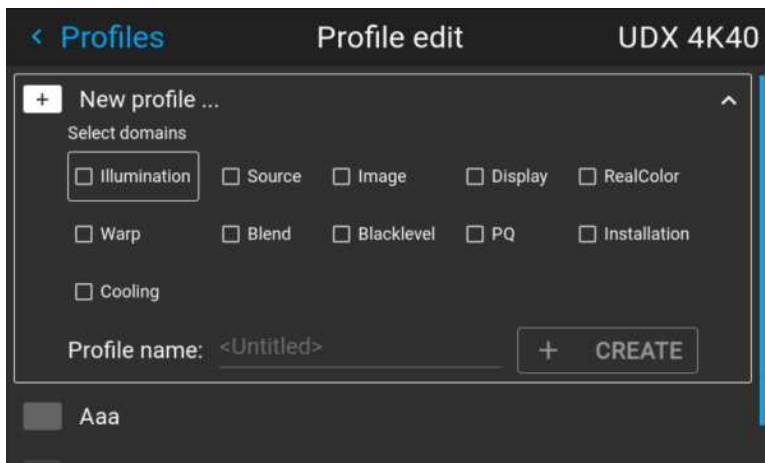 Profiles Profile edit UDX 4K40
+ New profile ...
Select domains
Illumination Source Image Display RealColor
Warp Blend Blacklevel PQ Installation
Cooling
Profile name: <Untitled> + CREATE
Aaa